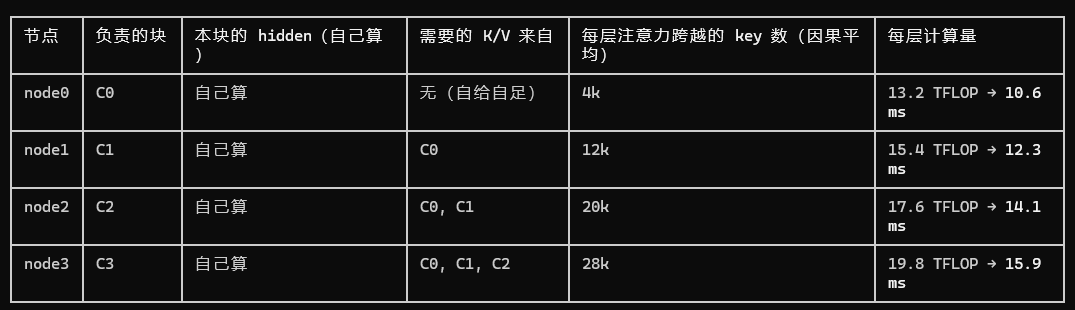 节点 负责的块 本块的 hidden（自己算 需要的 K/V 来自 每层注意力跨越的 key 数（因果平 每层计算量
） 均）
node0 C0 自己算 无（自给自足） 4k 13.2 TFLOP → 10.6
ms
node1 C1 自己算 C0 12k 15.4 TFLOP → 12.3
ms
node2 C2 自己算 C0, C1 20k 17.6 TFLOP → 14.1
ms
node3 C3 自己算 C0, C1, C2 28k 19.8 TFLOP → 15.9
ms